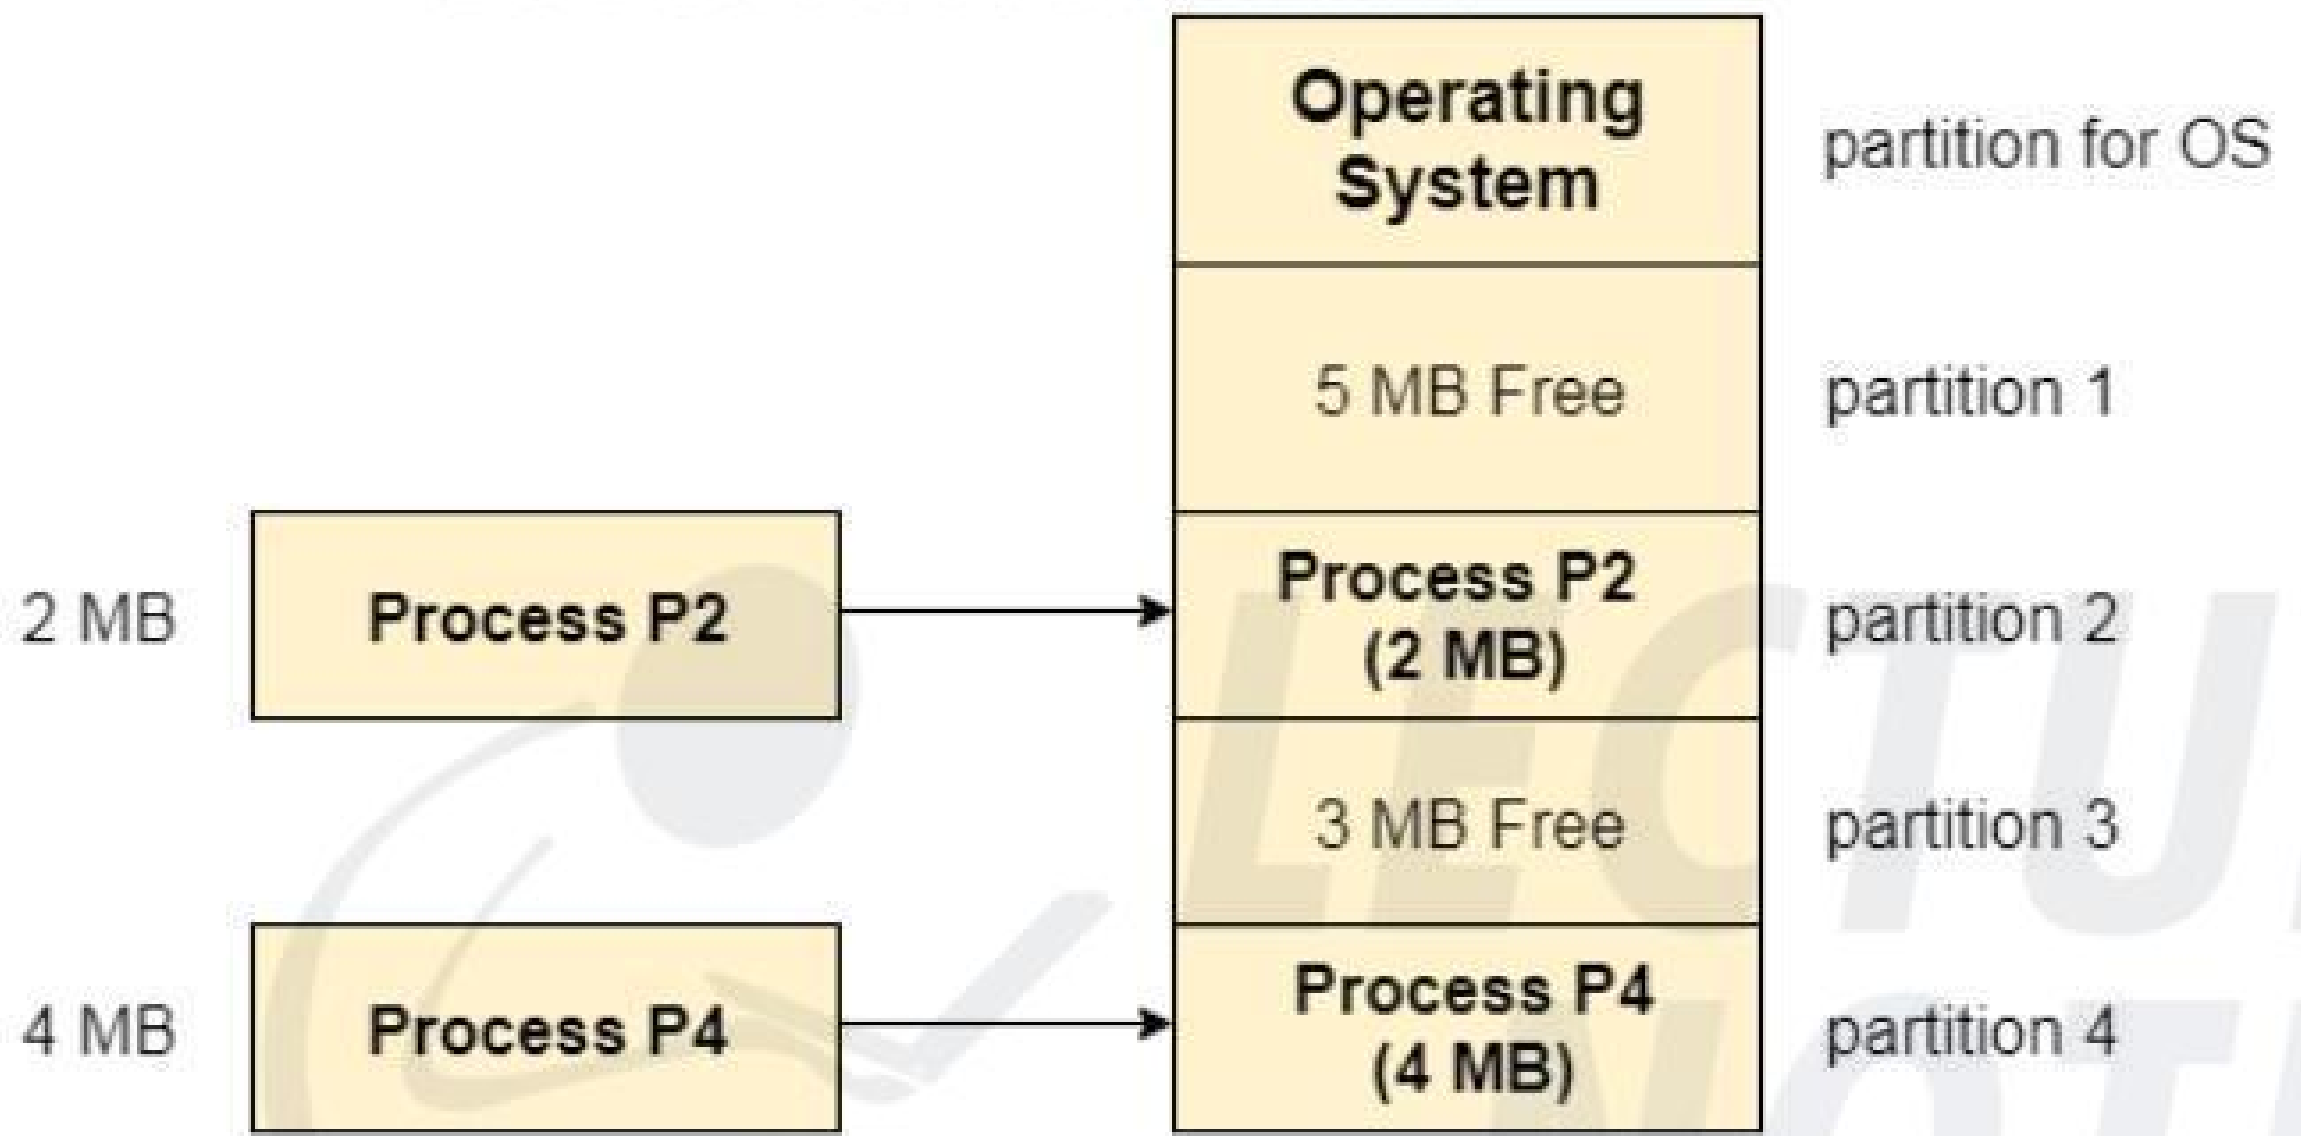 Operating
System
partition for OS
5 MB Free
partition 1
2 MB
Process P2
Process P2
(2 MB)
partition 2
3 MB Free
partition 3
4 MB
Process P4
Process P4
(4 MB)
partition 4